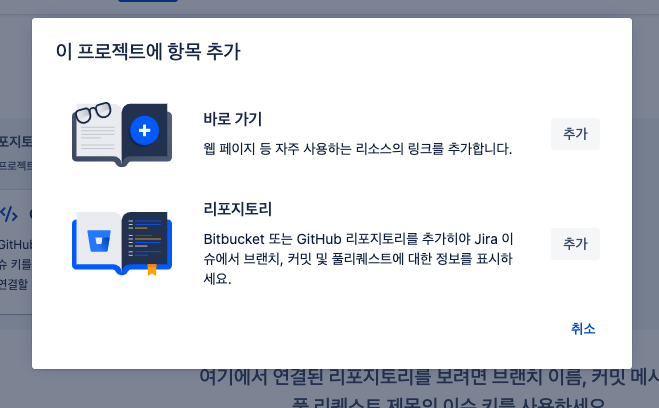 이 프로젝트에 항목 추가
바로 가기
웹 페이지 등 자주 사용하는 리소스의 링크를 추가합니다.
추가
리포지토리
Bitbucket 또는 GitHub 리포지토리를 추가히야 Jira 이
슈에서 브랜치, 커밋 및 풀리퀘스트에 대한 정보를 표시하
세요.
추가
취소
포지토리
프로젝트
GitHub
슈 키를
연결할
여기에서 연결된 리포지토리를 보려면 브랜치 이름, 커밋 메시
풀 리퀘스트 제목의 이슈 키를 사용하세요